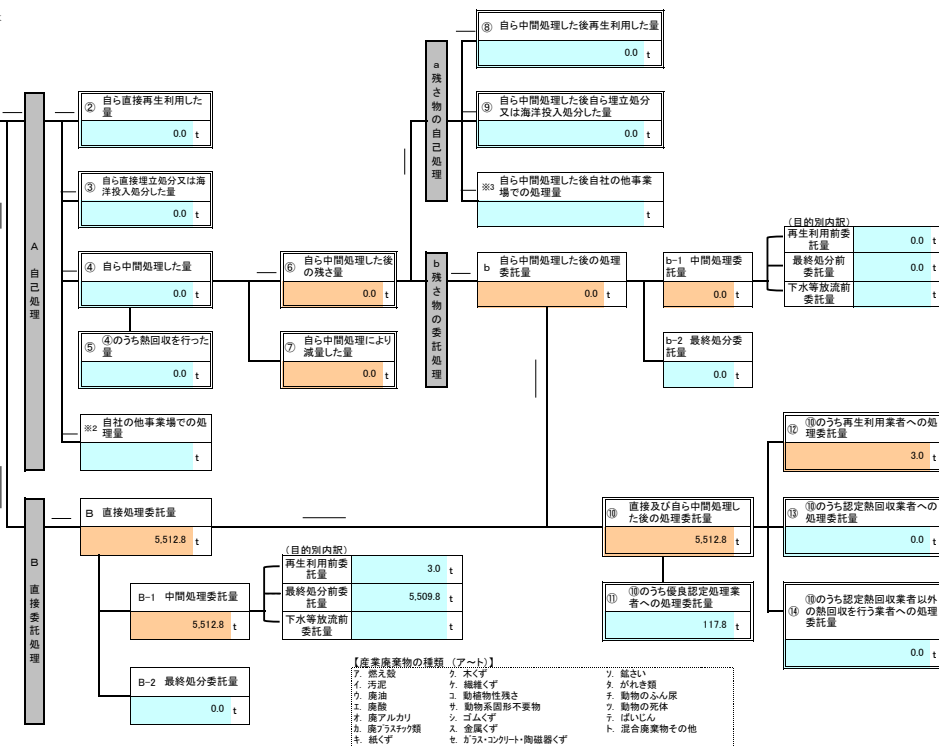 ⑧ 自ら中間処理した後再生利用した量
0.0 t
a 残さ物の自己処理
② 自ら直接再生利用した
量
0.0 t
⑨ 自ら中間処理した後自ら埋立処分
又は海洋投入処分した量
0.0 t
③ 自ら直接埋立処分又は海
洋投入処分した量
0.0 t
※3 自ら中間処理した後自社の他事業
場での処理量
t
A 自己処理
④ 自ら中間処理した量
0.0 t
⑥ 自ら中間処理した後
の残さ量
0.0 t
b 残さ物の委託処理
b 自ら中間処理した後の処理
委託量
0.0 t
b-1 中間処理委
託量
0.0 t
(目的別内訳)
再生利用前委
託量
0.0 t
最終処分前
委託量
0.0 t
下水等放流前
委託量
t
⑤ ④のうち熱回収を行った
量
0.0 t
⑦ 自ら中間処理により
減量した量
0.0 t
b-2 最終処分委
託量
0.0 t
※2 自社の他事業場での処
理量
t
⑫ ⑩のうち再生利用業者への処
理委託量
3.0 t
B 直接委託処理
B 直接処理委託量
5,512.8 t
⑩ 直接及び自ら中間処理し
た後の処理委託量
5,512.8 t
⑬ ⑩のうち認定熱回収業者への
処理委託量
0.0 t
B-1 中間処理委託量
5,512.8 t
(目的別内訳)
再生利用前委
託量
3.0 t
最終処分前委
託量
5,509.8 t
下水等放流前
委託量
t
⑪ ⑩のうち優良認定処理業
者への処理委託量
117.8 t
⑭ ⑩のうち認定熱回収業者以外
の熱回収を行う業者への処理
委託量
0.0 t
B-2 最終処分委託量
0.0 t
【産業廃棄物の種類 (ア~ト)】
ア. 燃え殻 ク. 木くず ソ. 鉱さい
イ. 汚泥 ケ. 繊維くず タ. がれき類
ウ. 廃油 コ. 動植物性残さ チ. 動物のふん尿
エ. 廃酸 サ. 動物系固形不要物 ツ. 動物の死体
オ. 廃アルカリ シ. ゴムくず テ. ばいじん
カ. 廃プラスチック類 ス. 金属くず ト. 混合廃棄物その他
キ. 紙くず セ. ガラス・コンクリート・陶磁器くず